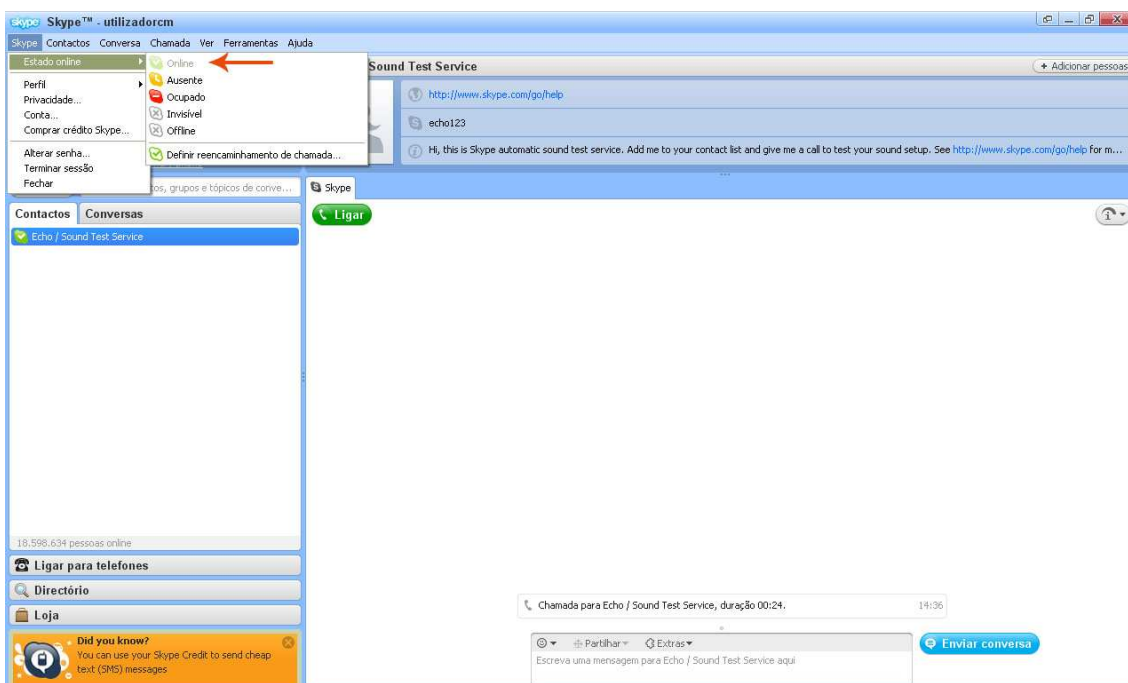 Skype™ - utilizadorcm
Skype Contactos Conversa Chamada Ver Ferramentas Ajuda
Estado online
Perfil
Privacidade...
Conta...
Comprar crédito Skype...
Alterar senha...
Terminar sessão
Fechar
Online
Ausente
Ocupado
Invisível
Offline
Definir reencaminhamento de chamada...
Sound Test Service
+ Adicionar pessoas
http://www.skype.com/go/help
echo123
Hi, this is Skype automatic sound test service. Add me to your contact list and give me a call to test your sound setup. See http://www.skype.com/go/help for m...
grupos e tópicos de conve...
Skype
Contactos Conversas
Ligar
Echo / Sound Test Service
18.598.634 pessoas online
Ligar para telefones
Directório
Loja
Did you know?
You can use your Skype Credit to send cheap
text (SMS) messages
Chamada para Echo / Sound Test Service, duração 00:24. 14:36
Partilhar Extras
Enviar conversa
Escreva uma mensagem para Echo / Sound Test Service aqui